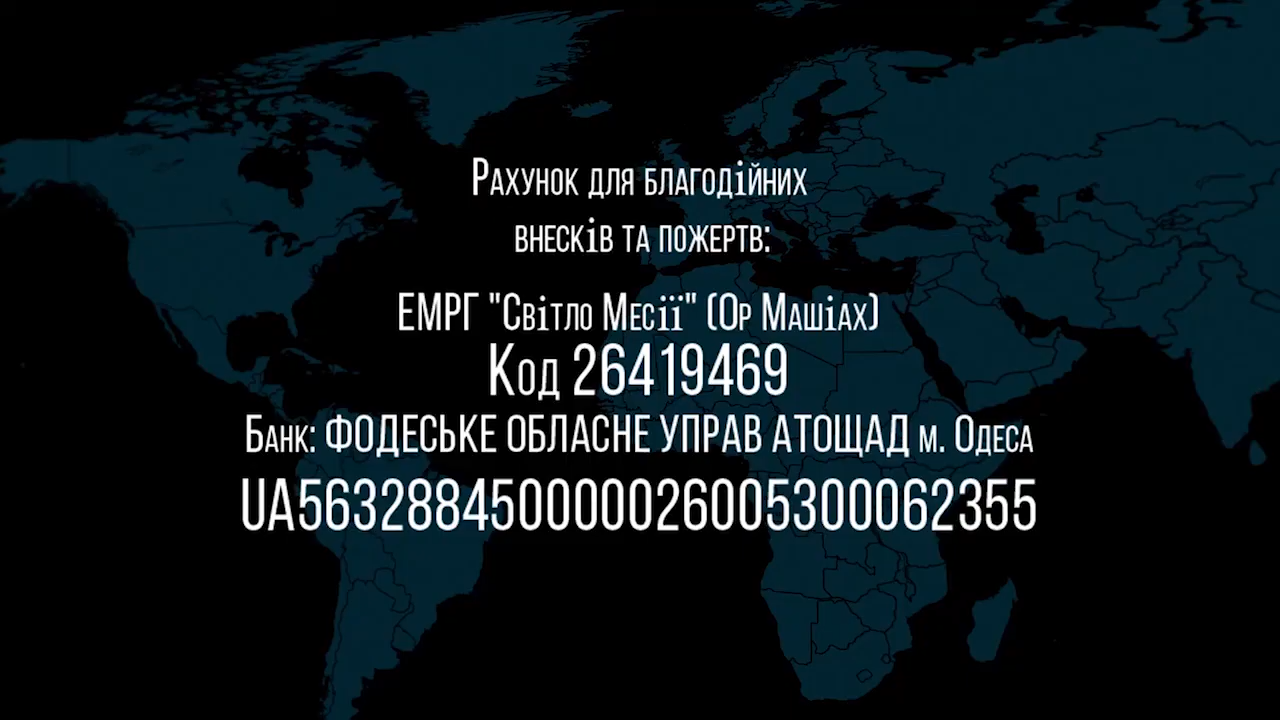 Рахунок для благодійних
внесків та пожертв:
ЕМРГ "Світло Месії" (Ор Машіах)
Код 26419469
Банк: ФОДЕСЬКЕ ОБЛАСНЕ УПРАВ АТОЩАД м. Одеса
UA563288450000026005300062355